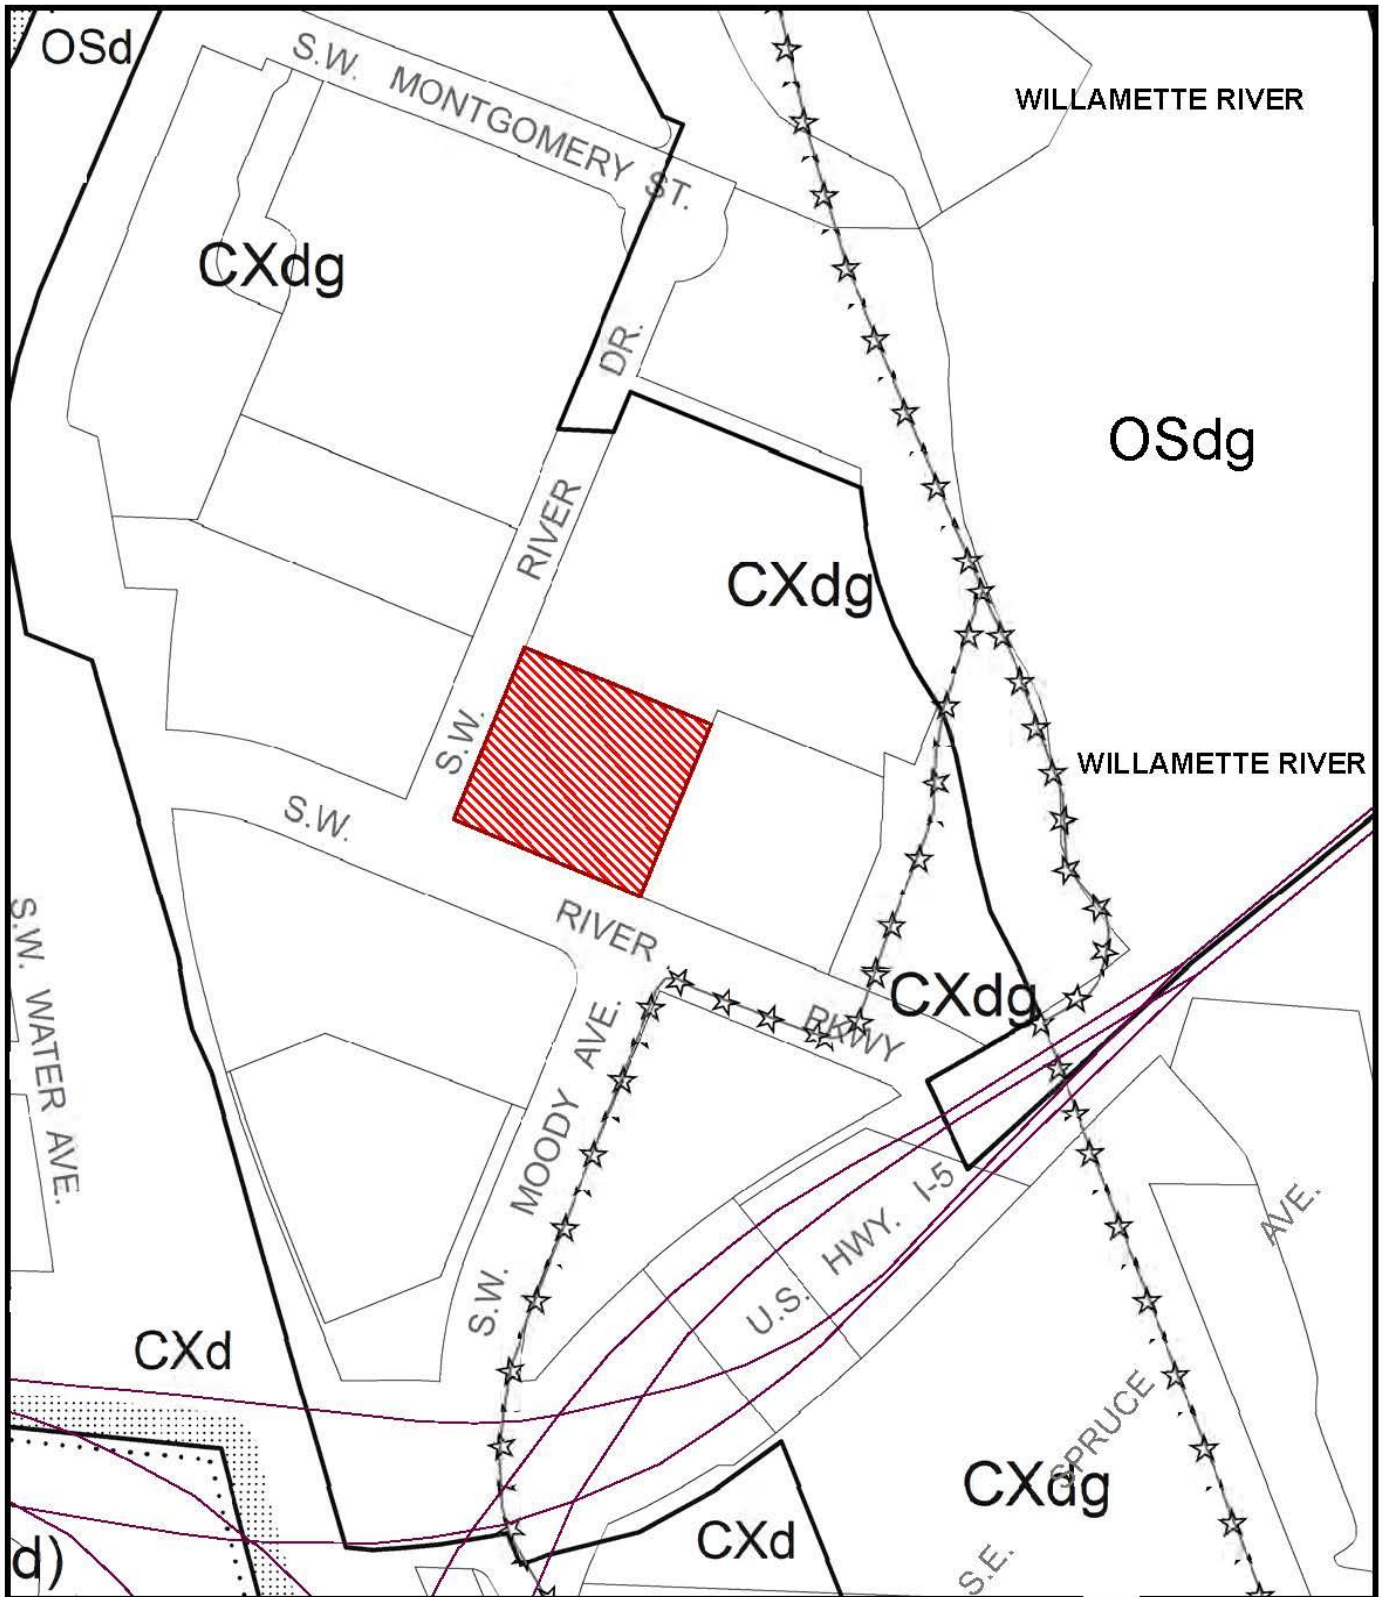 OSd
S.W. MONTGOMERY ST.
WILLAMETTE RIVER
CXdg
DR.
OSdg
RIVER
CXdg
S.W.
WILLAMETTE RIVER
S.W.
RIVER
PKWY
S.W. WATER AVE.
CXdg
AVE.
MOODY
S.W.
I-5
HWY.
U.S.
AVE.
SPRUCE
S.E.
CXd
CXdg
CXd
d)